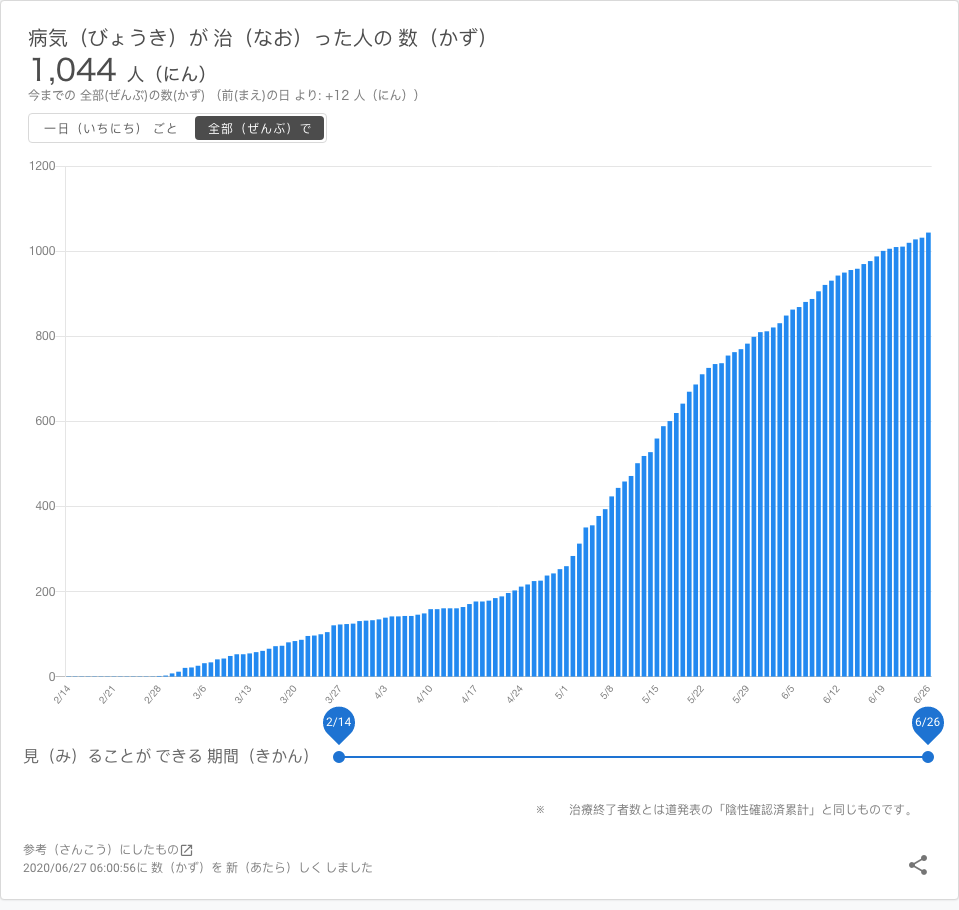 病気（びょうき）が 治（なお）った人の 数（かず）
1,044 人（にん）
今までの 全部(ぜんぶ)の数(かず) （前(まえ)の日 より: +12 人（にん））
一日（いちにち） ごと 全部（ぜんぶ）で
1200
1000
800
600
400
200
0
2/14 2/21 2/28 3/6 3/13 3/20 3/27 4/3 4/10 4/17 4/24 5/1 5/8 5/15 5/22 5/29 6/5 6/12 6/19 6/26
2/14 6/26
見（み）ることが できる 期間（きかん）
※ 治療終了者数とは道発表の「陰性確認済累計」と同じものです。
参考（さんこう）にしたもの
2020/06/27 06:00:56に 数（かず）を 新（あたら）しく しました